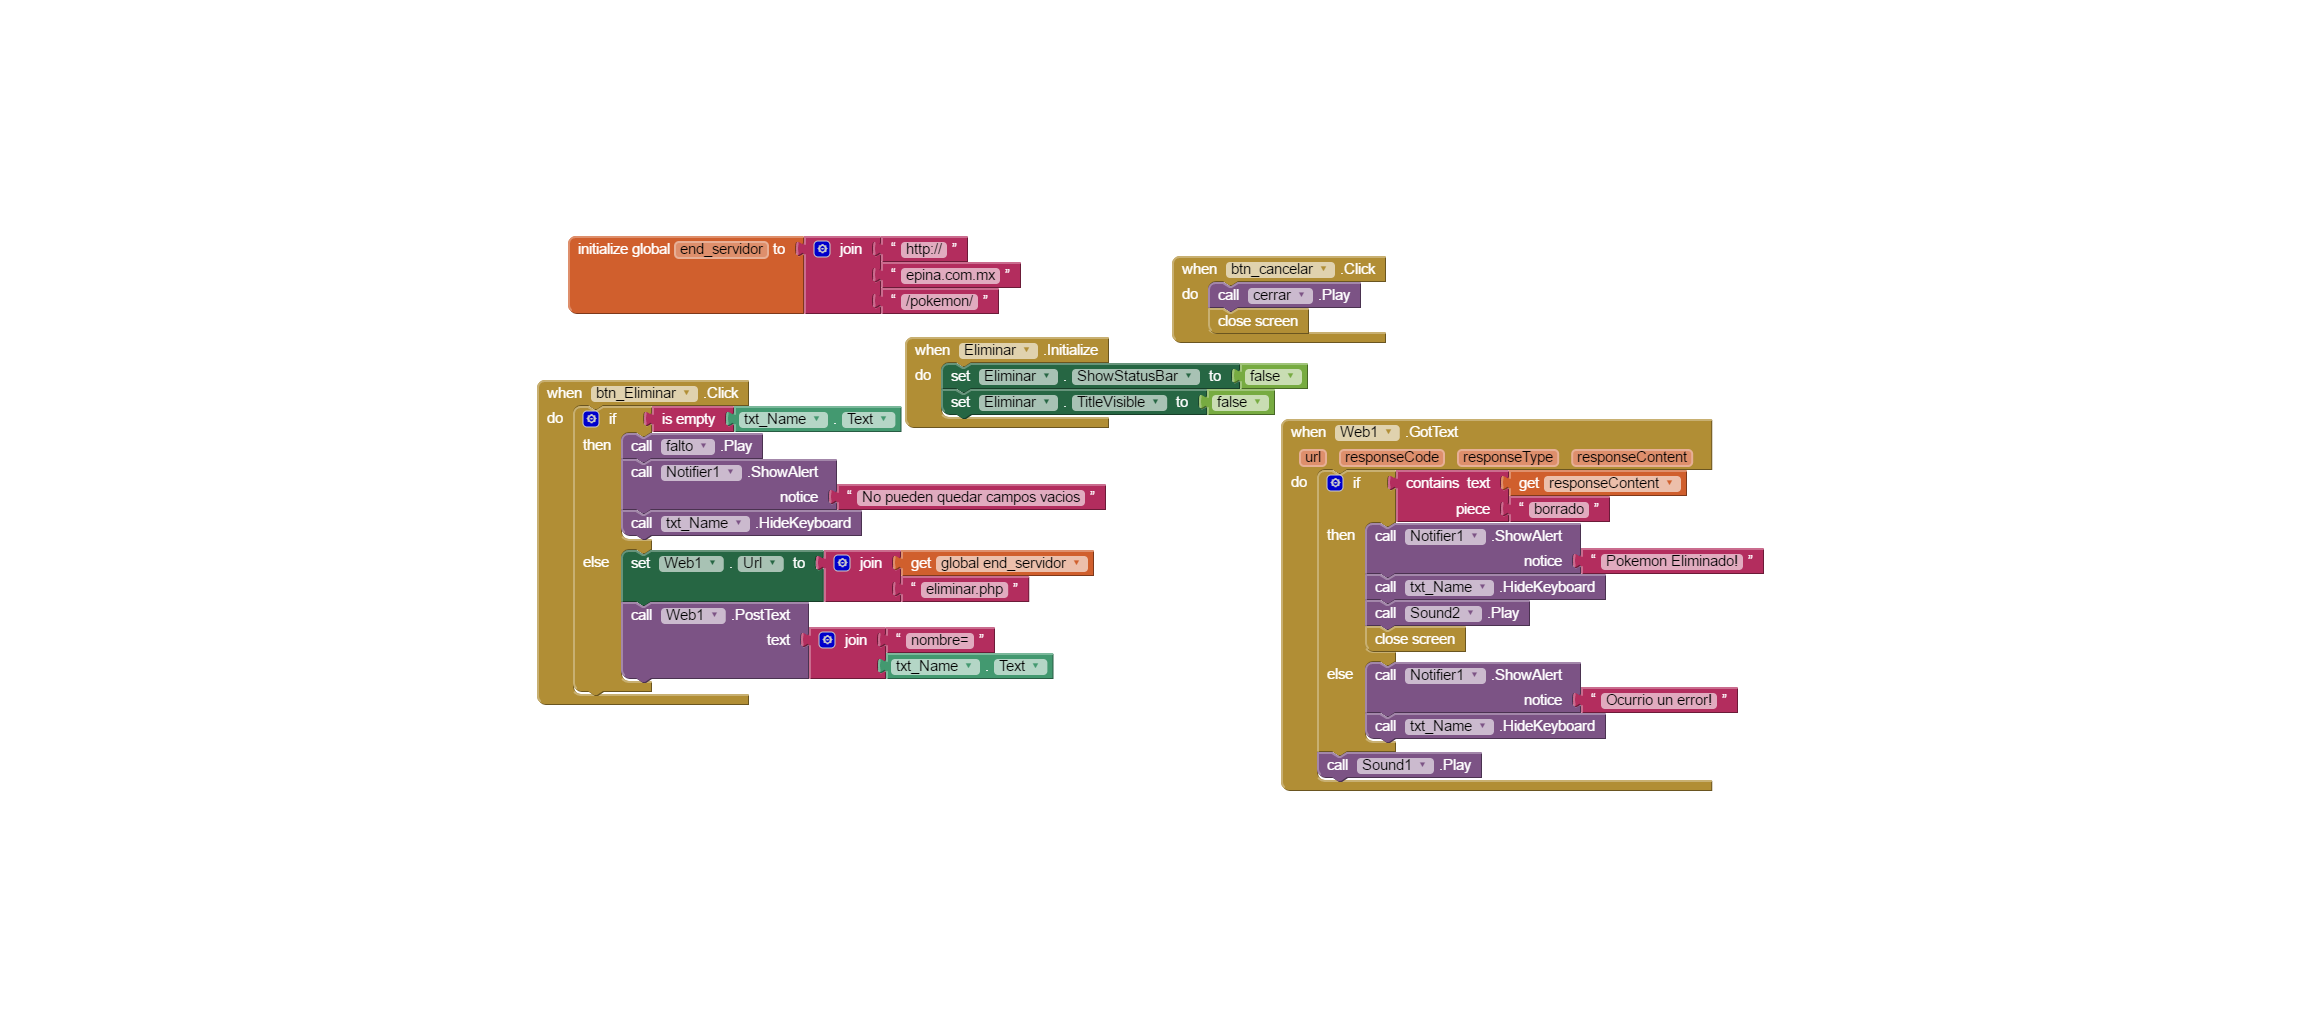 initialize global end_servidor to join “ http:// ”
“ epina.com.mx ”
“ /pokemon/ ”
when btn_cancelar .Click
do call cerrar .Play
close screen
when Eliminar .Initialize
do set Eliminar . ShowStatusBar to false
set Eliminar . TitleVisible to false
when btn_Eliminar .Click
do if is empty txt_Name . Text
then call falto .Play
call Notifier1 .ShowAlert
notice “ No pueden quedar campos vacios ”
call txt_Name .HideKeyboard
else set Web1 . Url to join get global end_servidor
“ eliminar.php ”
call Web1 .PostText
text join “ nombre= ”
txt_Name . Text
when Web1 .GotText
url responseCode responseType responseContent
do if contains text get responseContent
piece “ borrado ”
then call Notifier1 .ShowAlert
notice “ Pokemon Eliminado! ”
call txt_Name .HideKeyboard
call Sound2 .Play
close screen
else call Notifier1 .ShowAlert
notice “ Ocurrio un error! ”
call txt_Name .HideKeyboard
call Sound1 .Play